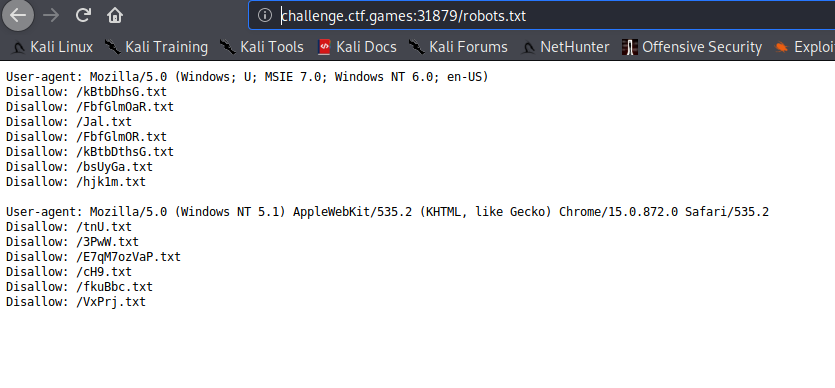 challenge.ctf.games:31879/robots.txt
Kali Linux Kali Training Kali Tools Kali Docs Kali Forums NetHunter Offensive Security Exploi
User-agent: Mozilla/5.0 (Windows; U; MSIE 7.0; Windows NT 6.0; en-US)
Disallow: /kBtbDhsG.txt
Disallow: /FbfGlmOaR.txt
Disallow: /Jal.txt
Disallow: /FbfGlmOR.txt
Disallow: /kBtbDthsG.txt
Disallow: /bsUyGa.txt
Disallow: /hjk1m.txt
User-agent: Mozilla/5.0 (Windows NT 5.1) AppleWebKit/535.2 (KHTML, like Gecko) Chrome/15.0.872.0 Safari/535.2
Disallow: /tnU.txt
Disallow: /3PwW.txt
Disallow: /E7qM7ozVaP.txt
Disallow: /cH9.txt
Disallow: /fkuBbc.txt
Disallow: /VxPrj.txt